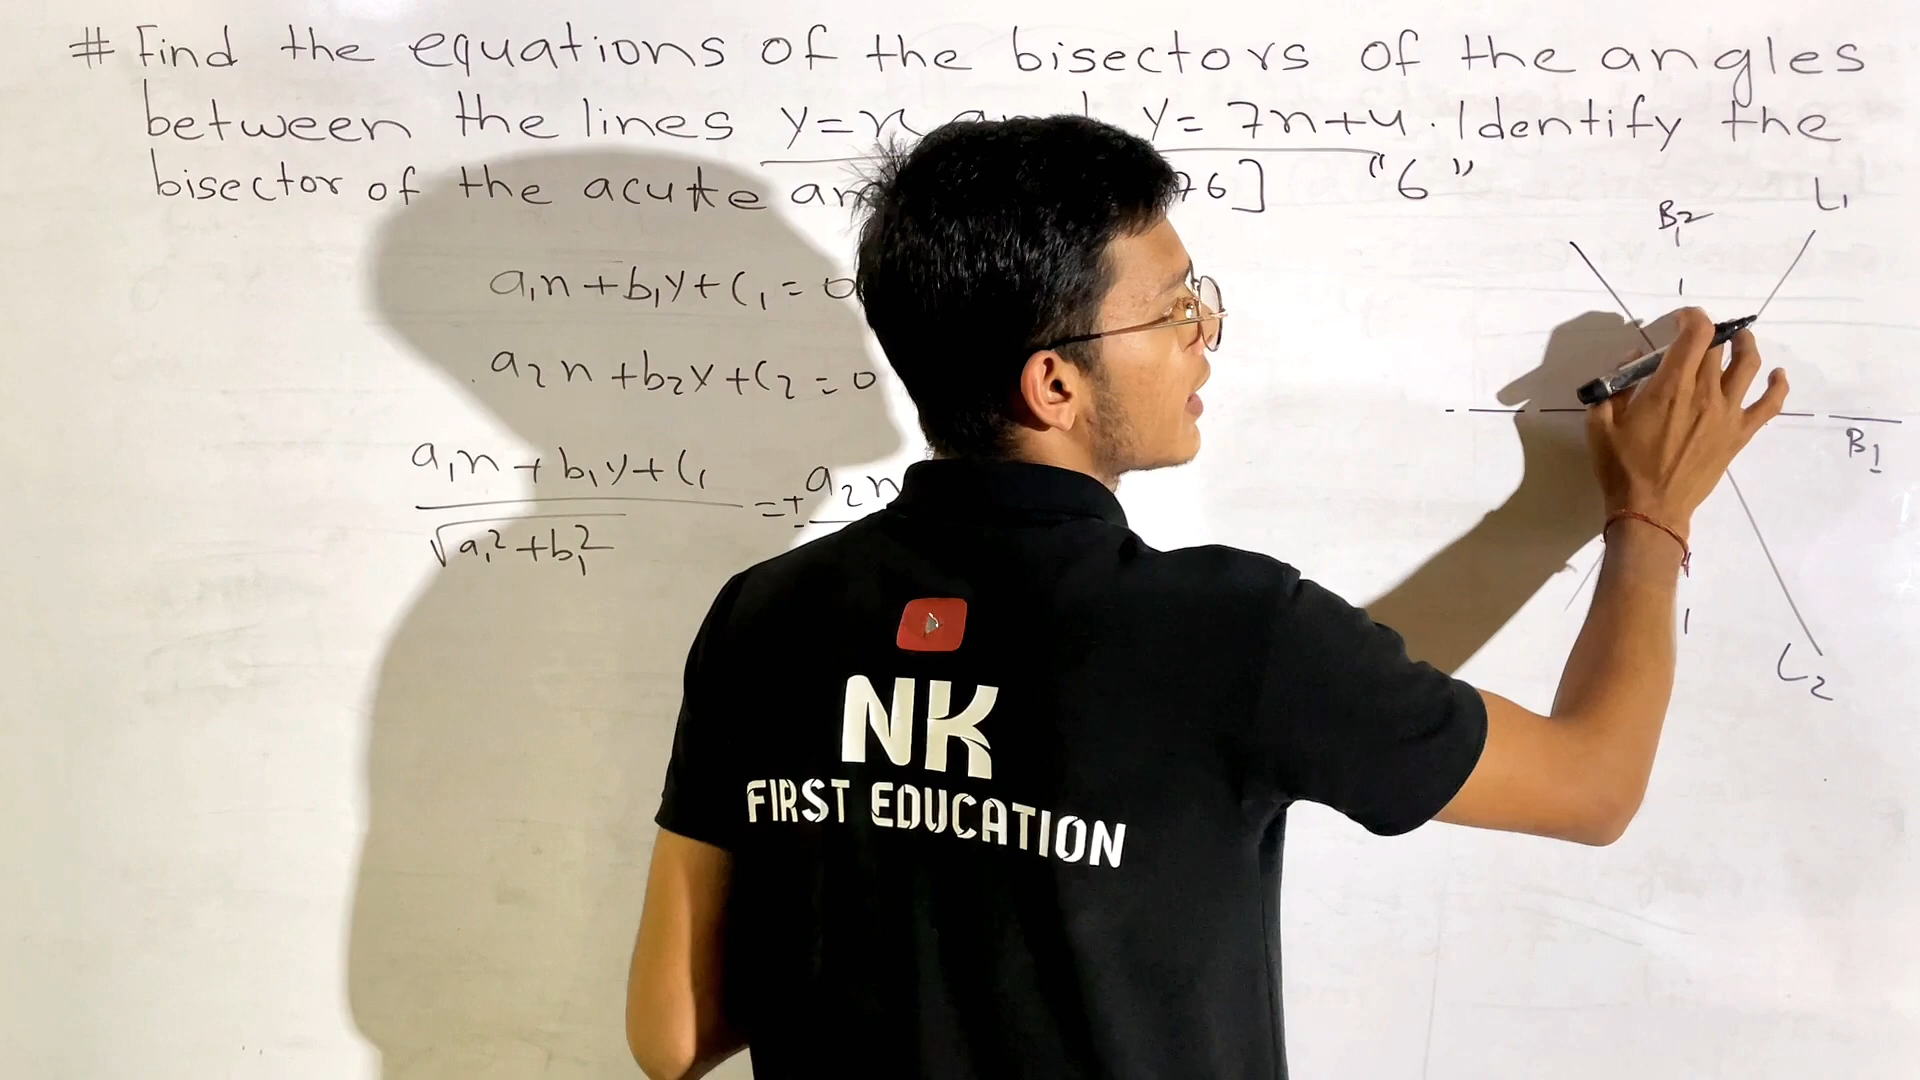 # Find the equations of the bisectors of the angles
between the lines y=x y= 7x+4. Identify the
bisector of the acute 76] "6"
B2
L1
a1x + b1y + c1 = 0
a2x + b2y + c2 = 0
B1
a1x + b1y + c1 = ± a2x
√a1²+b1²
L2
NK
FIRST EDUCATION